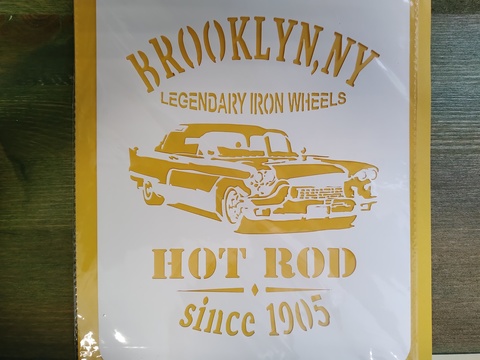 BROOKLYN, NY
LEGENDARY IRON WHEELS
HOT ROD
since 1905